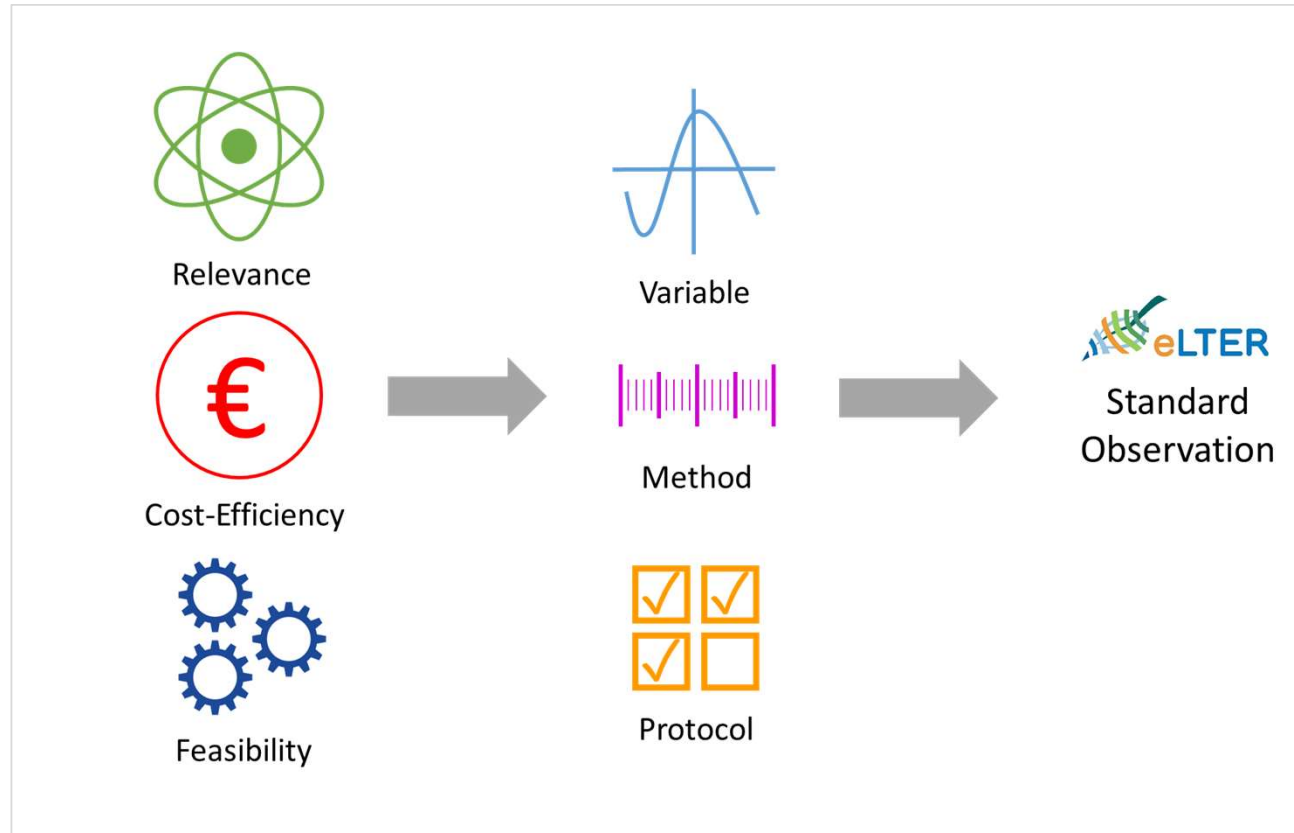 Relevance
€
Cost-Efficiency
Feasibility
Variable
Method
Protocol
eLTER
Standard
Observation